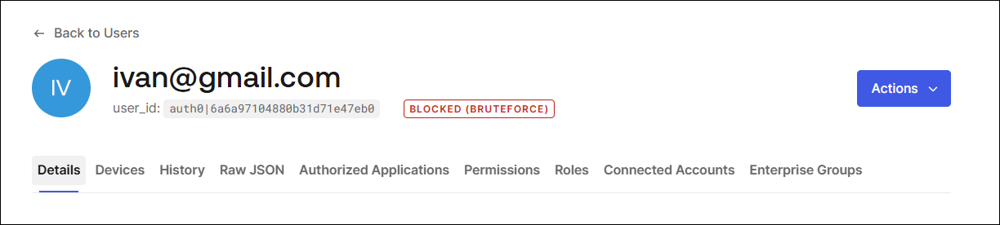 ← Back to Users
IV
ivan@gmail.com
Actions
user_id: auth0|6a6a97104880b31d71e47eb0 BLOCKED (BRUTEFORCE)
Details Devices History Raw JSON Authorized Applications Permissions Roles Connected Accounts Enterprise Groups